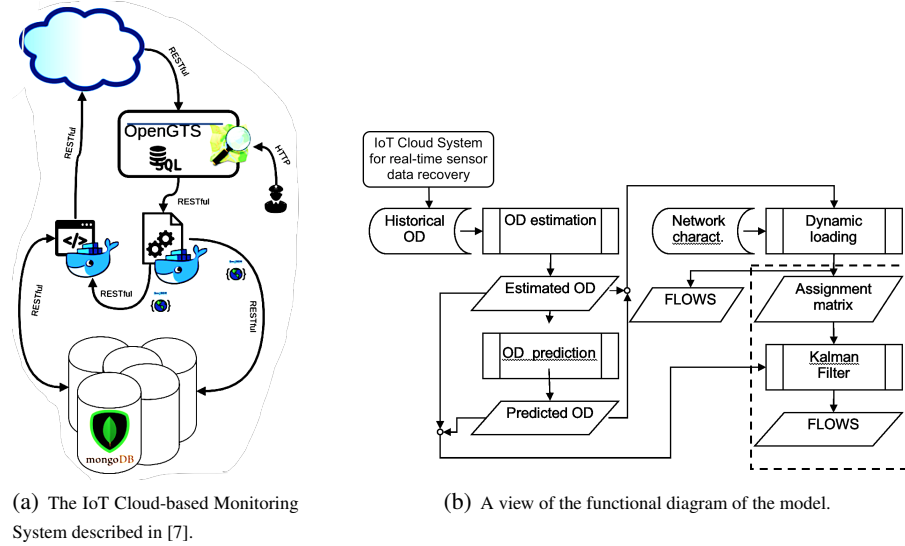 RESTful
OpenGTS
SQL
HTTP
RESTful
RESTful
</>
RESTful
RESTful
RESTful
mongoDB
(a) The IoT Cloud-based Monitoring
System described in [7].
IoT Cloud System
for real-time sensor
data recovery
Historical
OD
OD estimation
Network
charact.
Dynamic
loading
Estimated OD
FLOWS
Assignment
matrix
OD prediction
Kalman
Filter
Predicted OD
FLOWS
(b) A view of the functional diagram of the model.